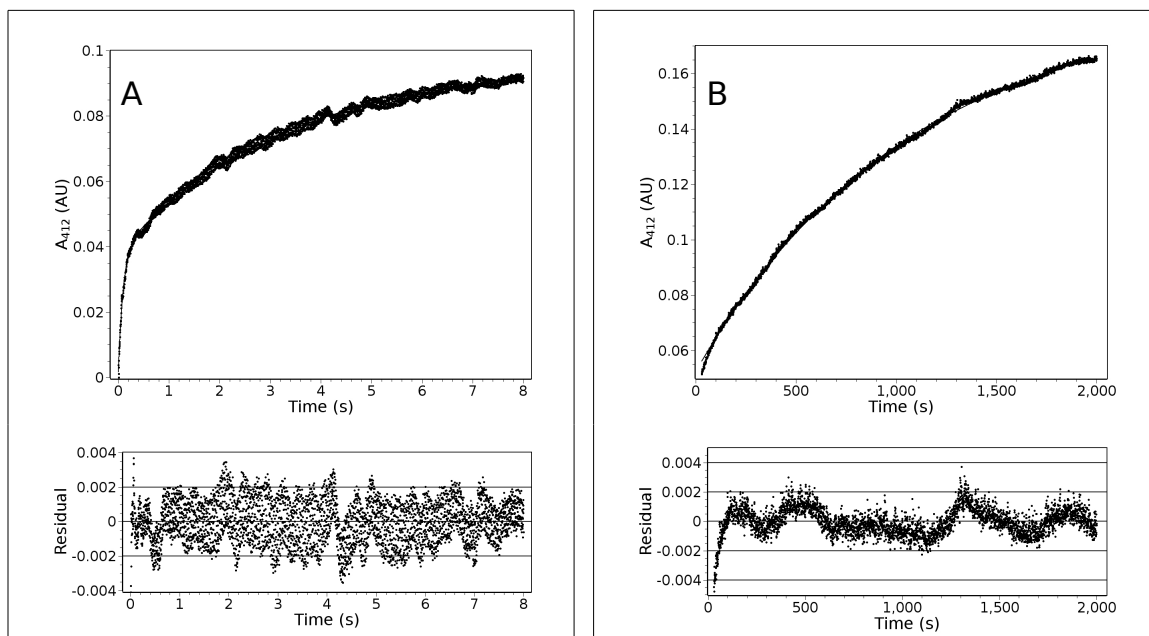 A
A412 (AU)
0.1
0.08
0.06
0.04
0.02
0
0 1 2 3 4 5 6 7 8
Time (s)
Residual
0.004
0.002
0
-0.002
-0.004
0 1 2 3 4 5 6 7 8
Time (s)
B
A412 (AU)
0.16
0.14
0.12
0.1
0.08
0.06
0 500 1,000 1,500 2,000
Time (s)
Residual
0.004
0.002
0
-0.002
-0.004
0 500 1,000 1,500 2,000
Time (s)